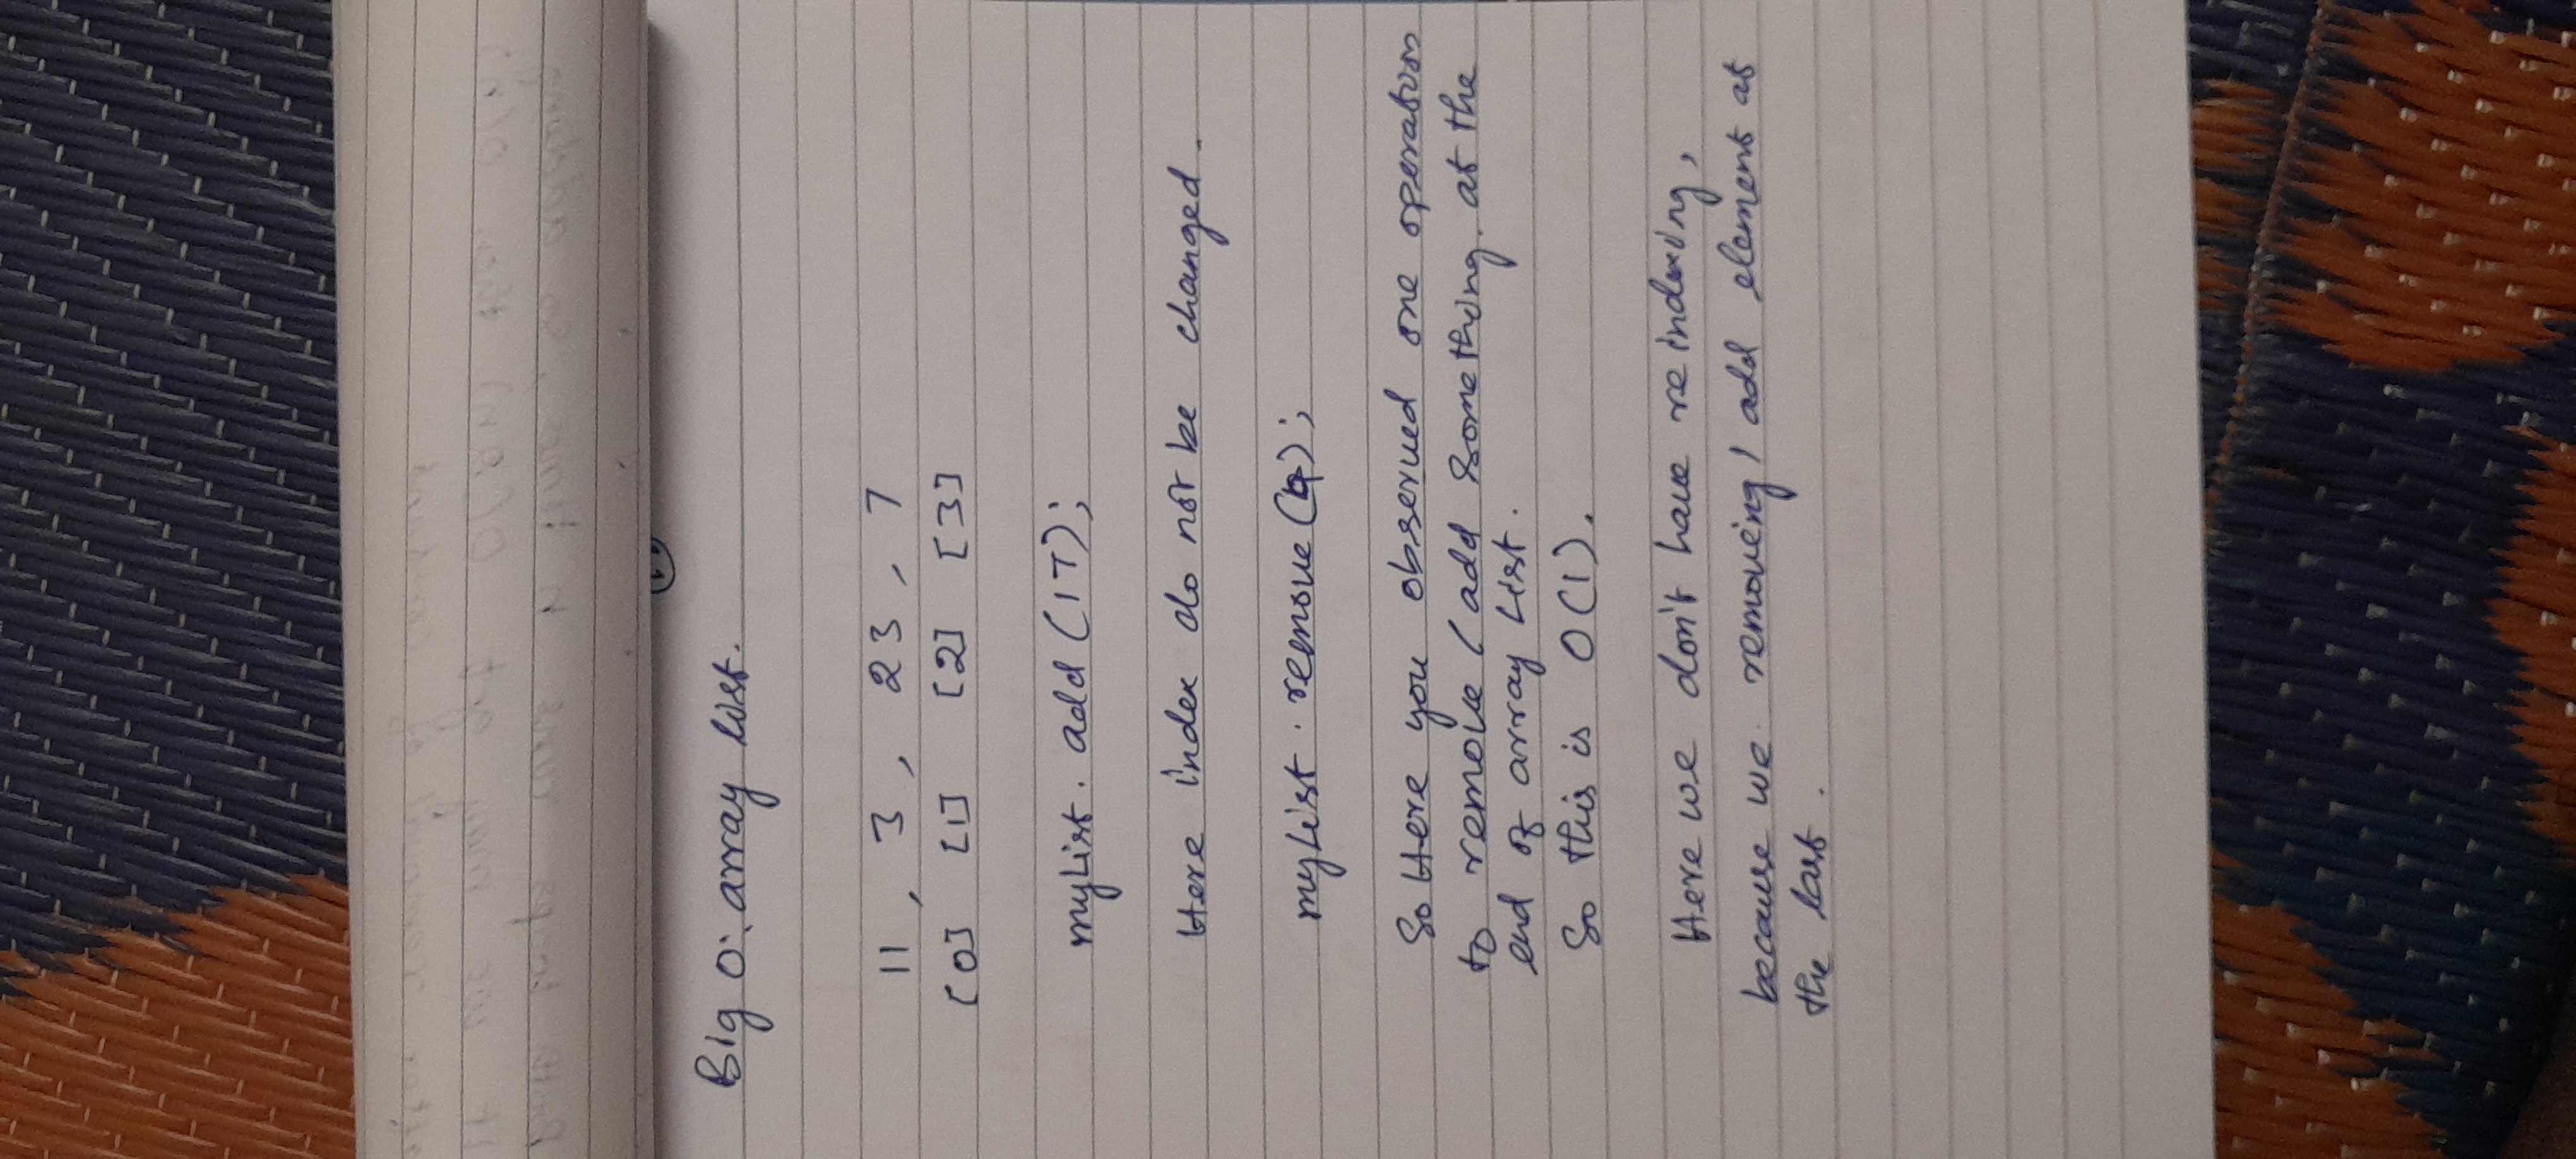 Big O: array list.
11, 3, 23, 7
[0] [1] [2] [3]
myList. add (17);
Here index do not be changed.
myList. remove (4);
So Here you observed one operation
to remove / add something. at the
end of array List.
So this is O(1).
Here we don't have reindexing,
because we removing / add element at
the last.